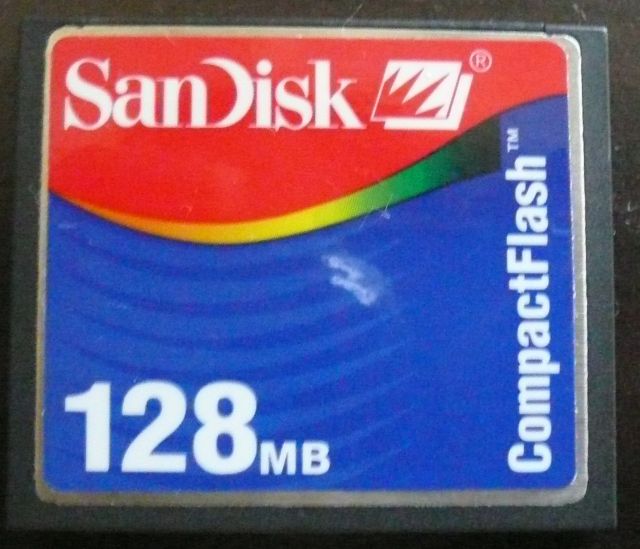 SanDisk ®
CompactFlash™
128MB